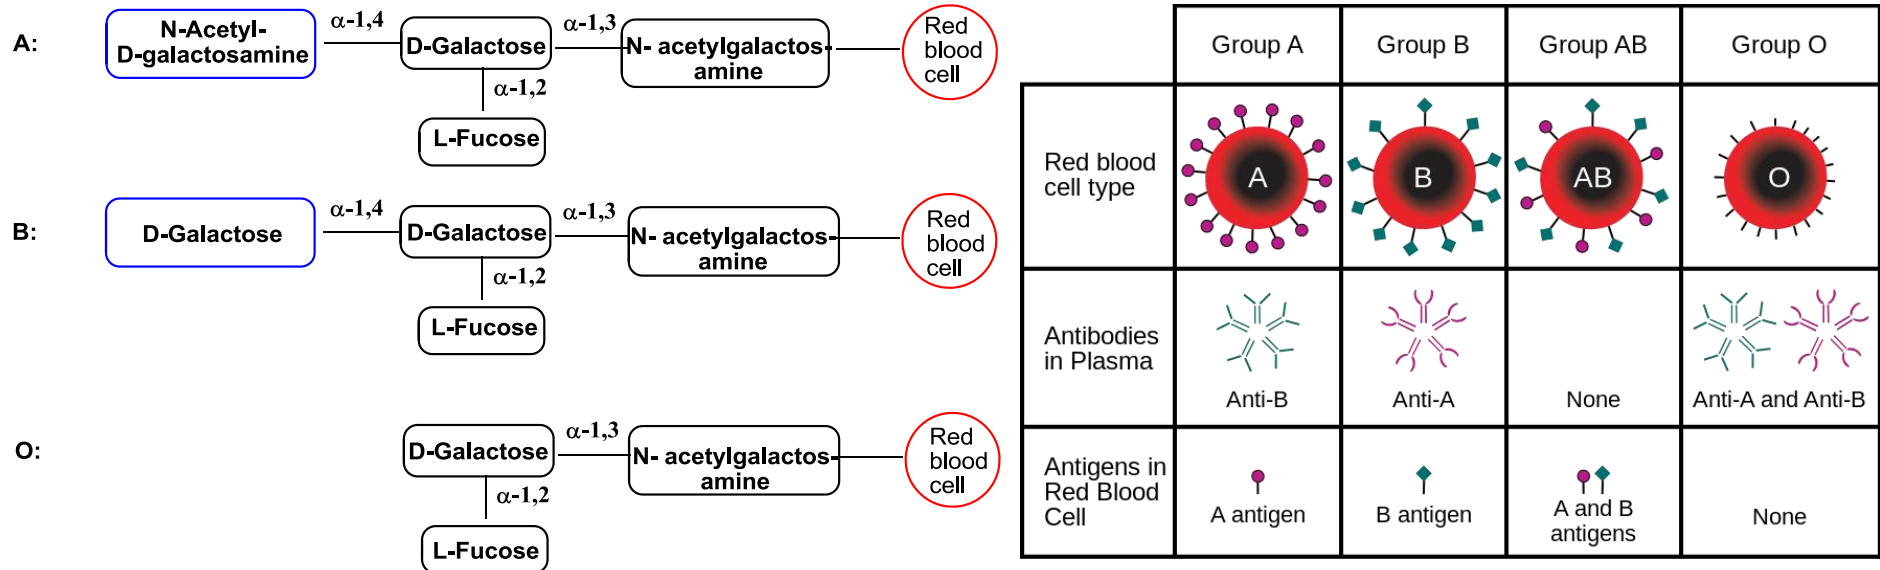 A:
N-Acetyl-
D-galactosamine
α-1,4
D-Galactose
α-1,3
N- acetylgalactos-
amine
Red
blood
cell
α-1,2
L-Fucose
B:
D-Galactose
α-1,4
D-Galactose
α-1,3
N- acetylgalactos-
amine
Red
blood
cell
α-1,2
L-Fucose
O:
D-Galactose
α-1,3
N- acetylgalactos-
amine
Red
blood
cell
α-1,2
L-Fucose
Group A
Group B
Group AB
Group O
Red blood
cell type
A
B
AB
O
Antibodies
in Plasma
Anti-B
Anti-A
None
Anti-A and Anti-B
Antigens in
Red Blood
Cell
A antigen
B antigen
A and B
antigens
None